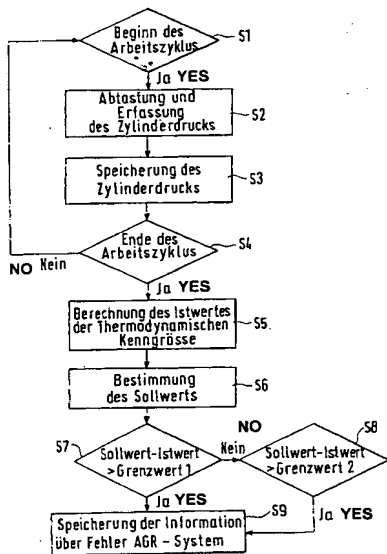 Beginn des
Arbeitszyklus
S1
Ja YES
Abtastung und
Erfassung
des Zylinderdrucks
S2
Speicherung des
Zylinderdrucks
S3
Ende des
Arbeitszyklus
S4
NO Nein
Ja YES
Berechnung des Istwertes
der Thermodynamischen
Kenngrösse
S5
Bestimmung
des Sollwerts
S6
S7
Sollwert-Istwert
>Grenzwert 1
NO
Nein
S8
Sollwert-Istwert
>Grenzwert 2
Ja YES
Ja YES
S9
Speicherung der Information
über Fehler AGR - System